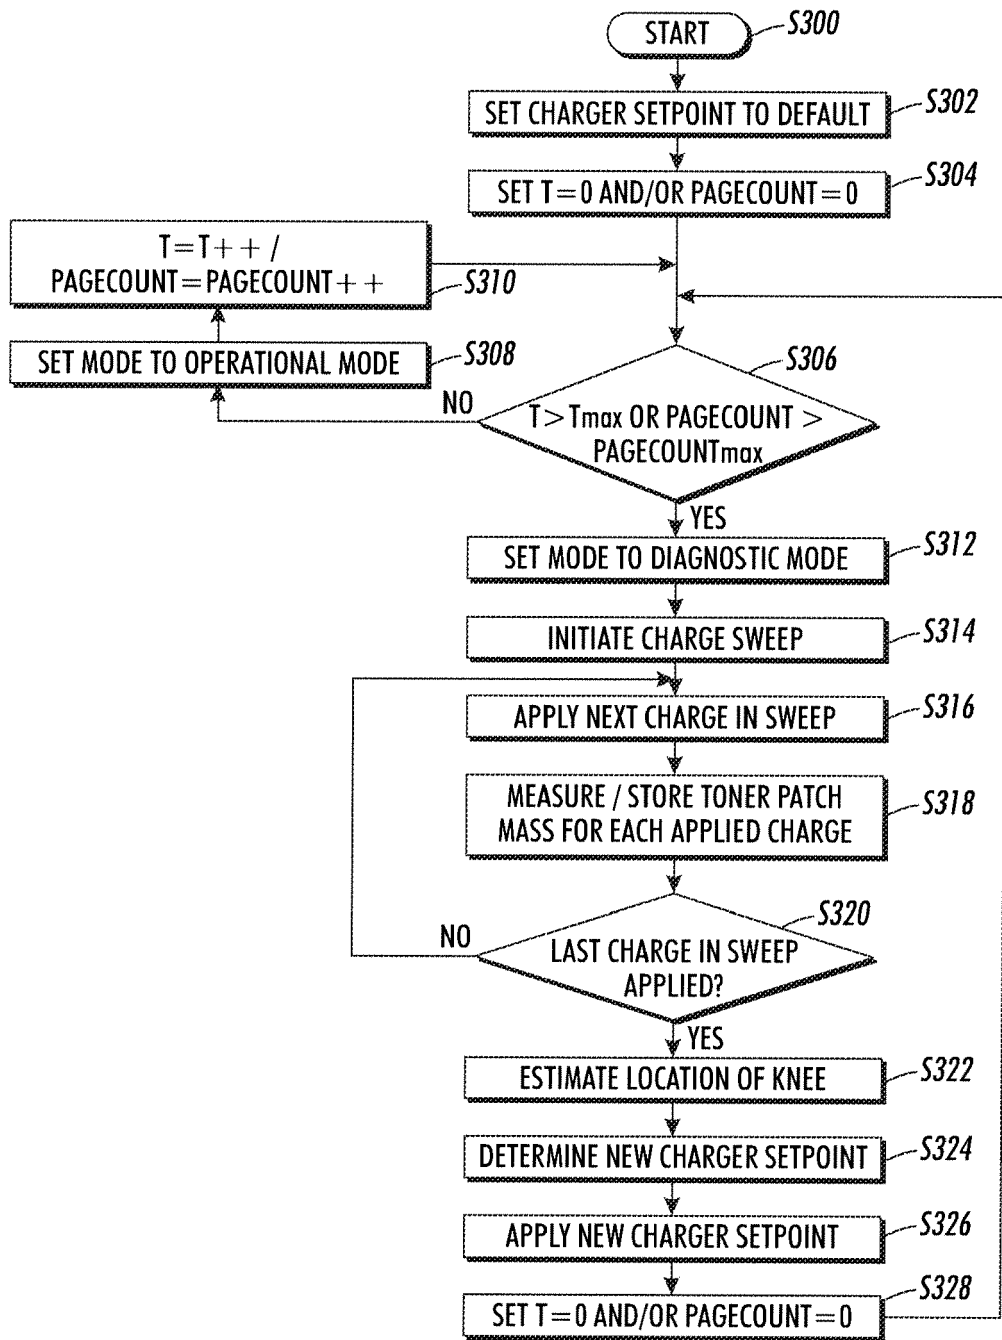 START
S300
SET CHARGER SETPOINT TO DEFAULT
S302
SET T=0 AND/OR PAGECOUNT=0
S304
T=T++ /
PAGECOUNT=PAGECOUNT++
S310
SET MODE TO OPERATIONAL MODE
S308
S306
NO
T>Tmax OR PAGECOUNT >
PAGECOUNTmax
YES
SET MODE TO DIAGNOSTIC MODE
S312
INITIATE CHARGE SWEEP
S314
APPLY NEXT CHARGE IN SWEEP
S316
MEASURE / STORE TONER PATCH
MASS FOR EACH APPLIED CHARGE
S318
S320
NO
LAST CHARGE IN SWEEP
APPLIED?
YES
ESTIMATE LOCATION OF KNEE
S322
DETERMINE NEW CHARGER SETPOINT
S324
APPLY NEW CHARGER SETPOINT
S326
SET T=0 AND/OR PAGECOUNT=0
S328